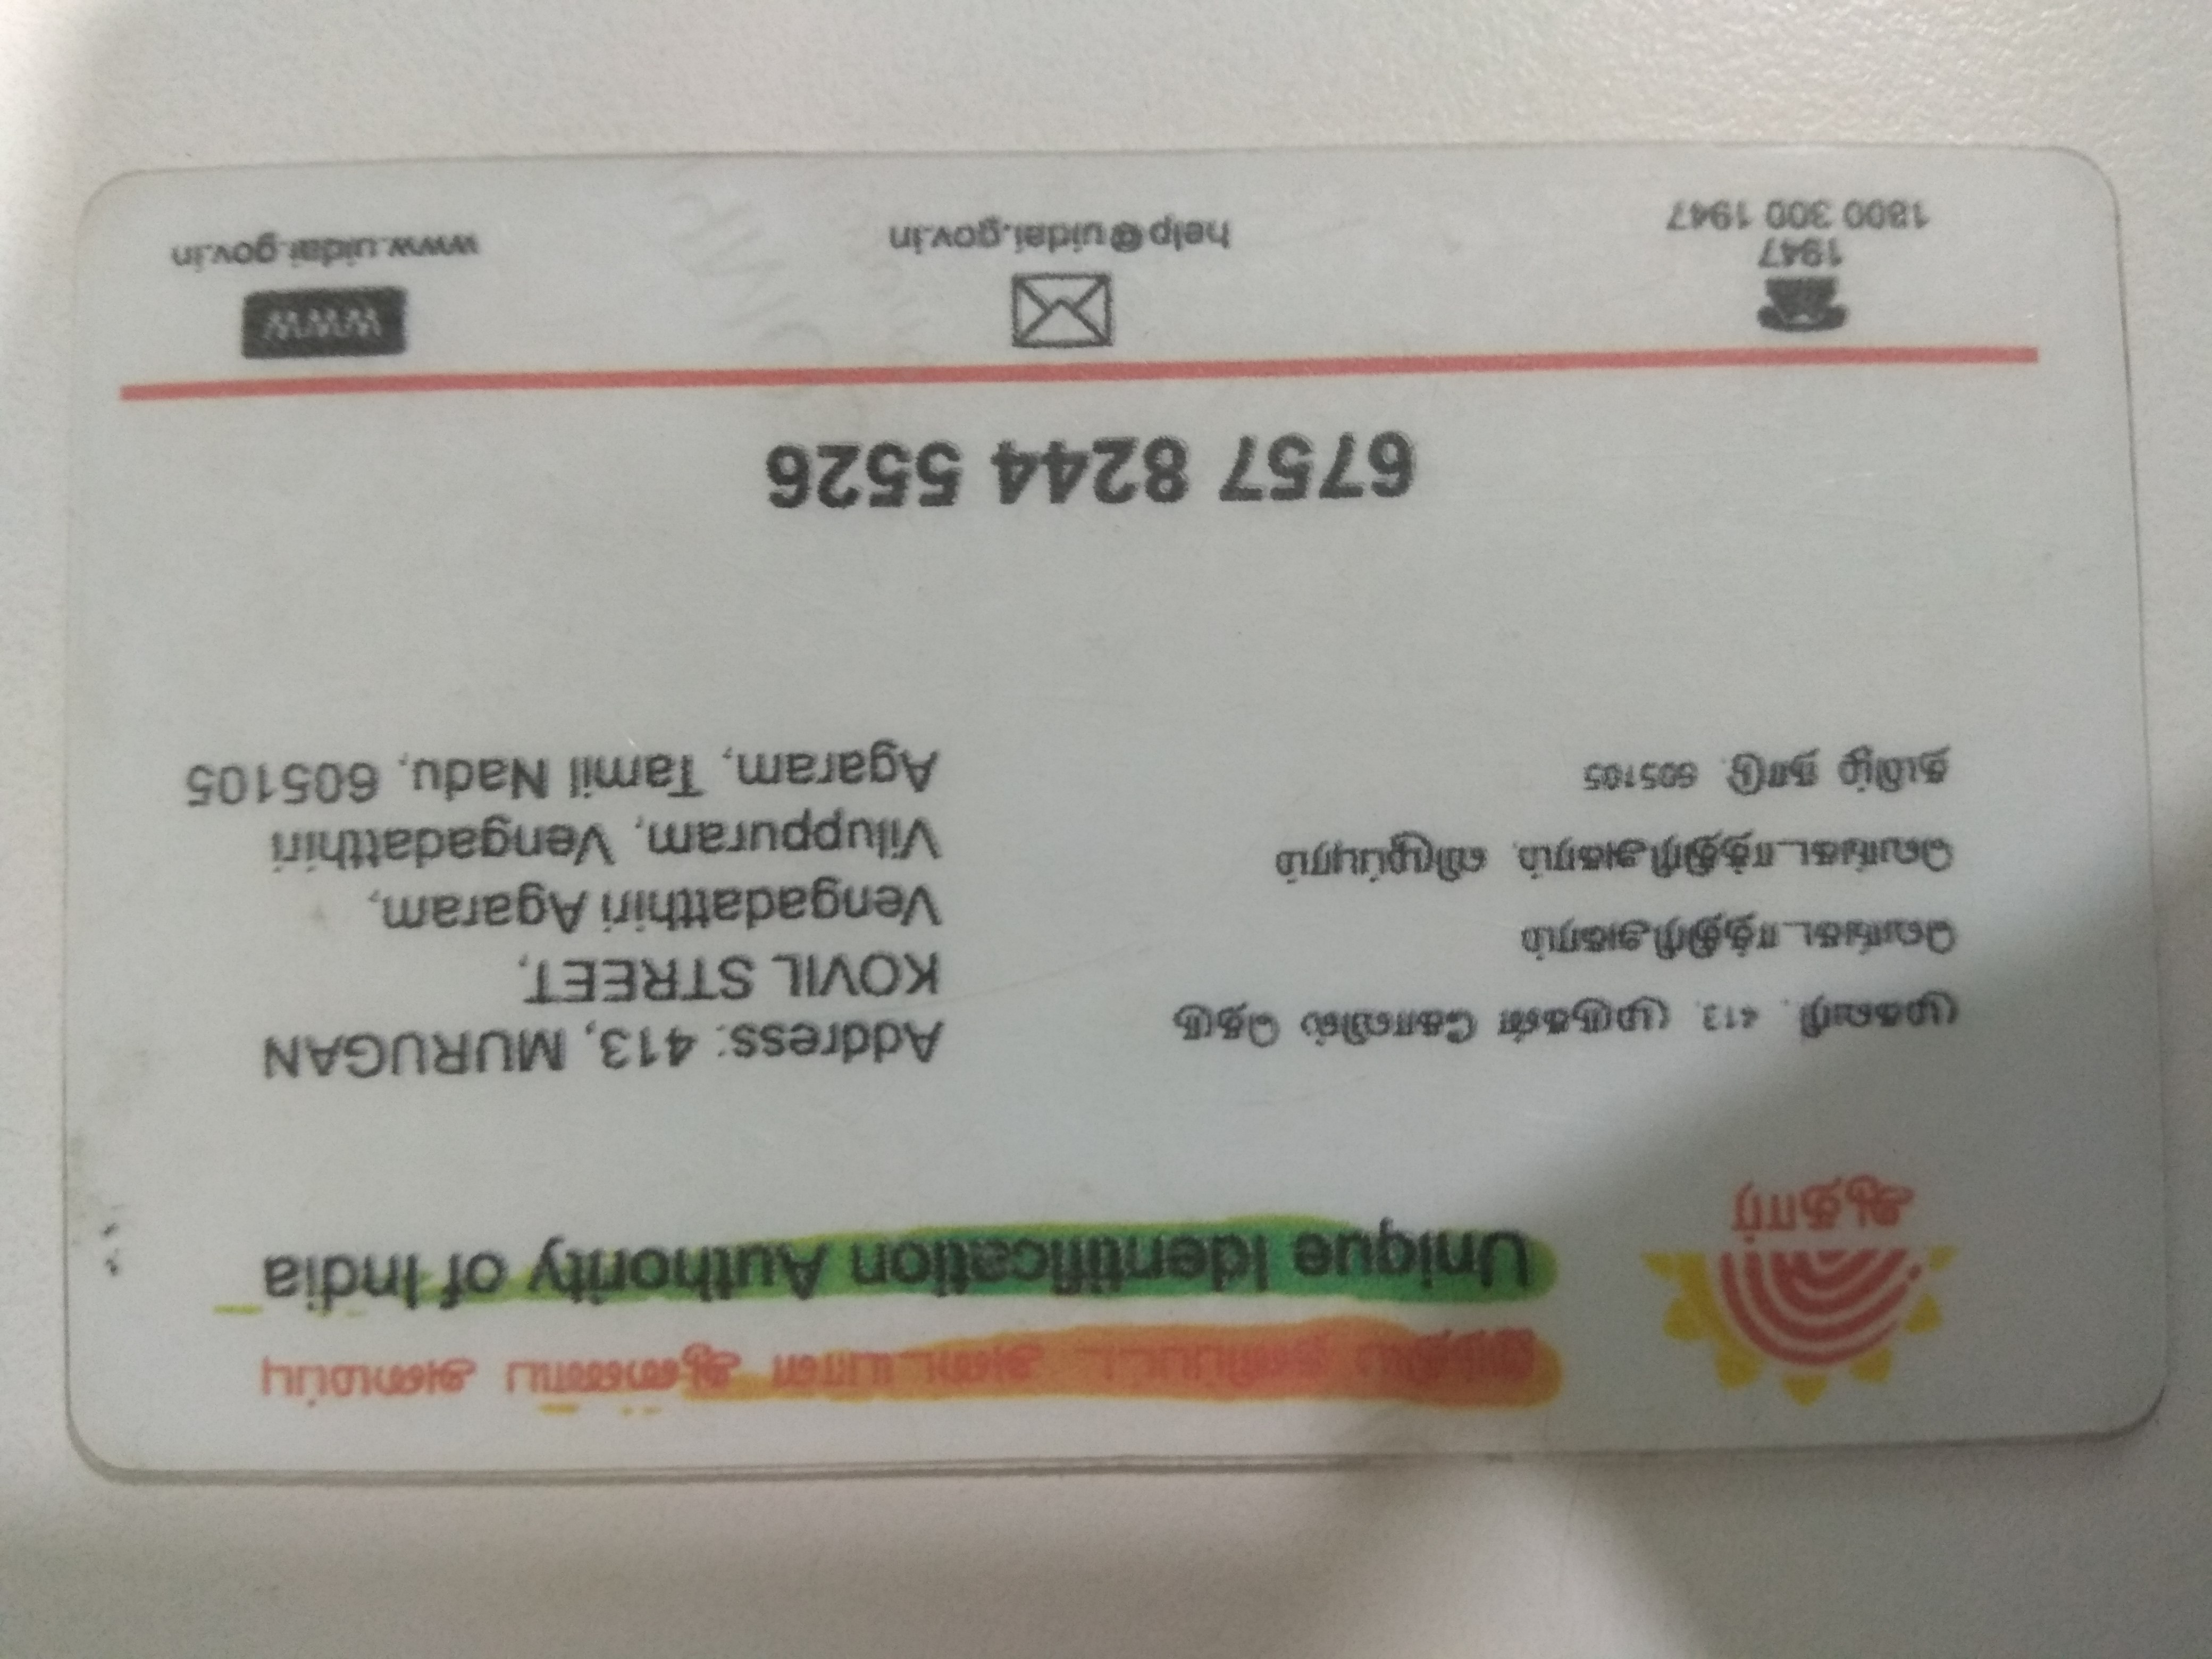 இந்திய தனிப்பட்ட அடையாள ஆணைய அமைப்பு
Unique Identification Authority of India
ஆதார்
முகவரி: 413, முருகன் கோவில் தெரு
வெங்கடாத்திரிஅகரம்
வெங்கடாத்திரிஅகரம், விழுப்புரம்
தமிழ் நாடு, 605105
Address: 413, MURUGAN
KOVIL STREET,
Vengadatthiri Agaram,
Viluppuram, Vengadatthiri
Agaram, Tamil Nadu, 605105
6757 8244 5526
1947
1800 300 1947
help@uidai.gov.in
WWW
www.uidai.gov.in